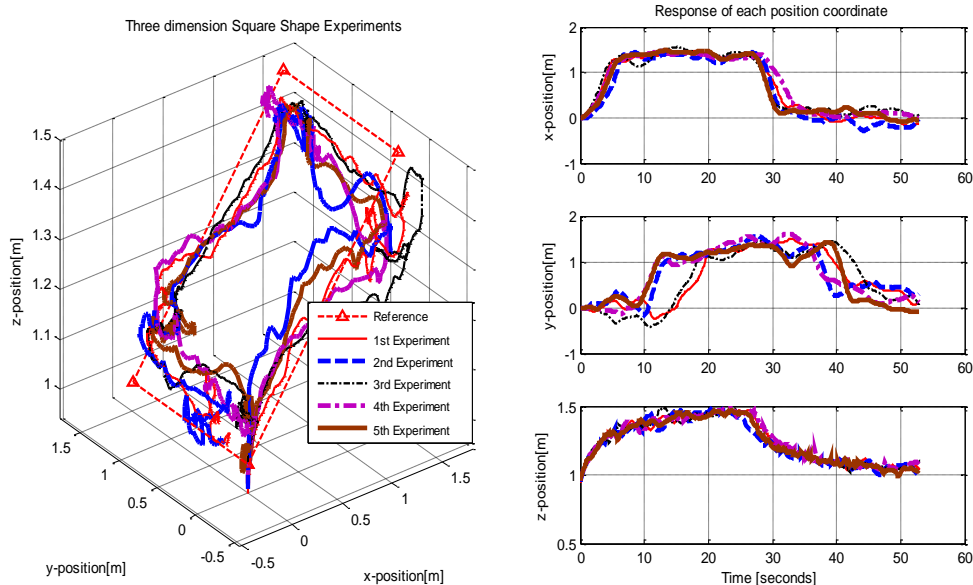 Three dimension Square Shape Experiments
1.5
1.4
1.3
1.2
1.1
1
z-position[m]
1.5
1
0.5
0
-0.5
y-position[m]
-0.5
0
0.5
1
1.5
x-position[m]
Reference
1st Experiment
2nd Experiment
3rd Experiment
4th Experiment
5th Experiment
Response of each position coordinate
2
1
0
-1
x-position[m]
0 10 20 30 40 50 60
2
1
0
-1
y-position[m]
0 10 20 30 40 50 60
1.5
1
0.5
z-position[m]
0 10 20 30 40 50 60
Time [seconds]